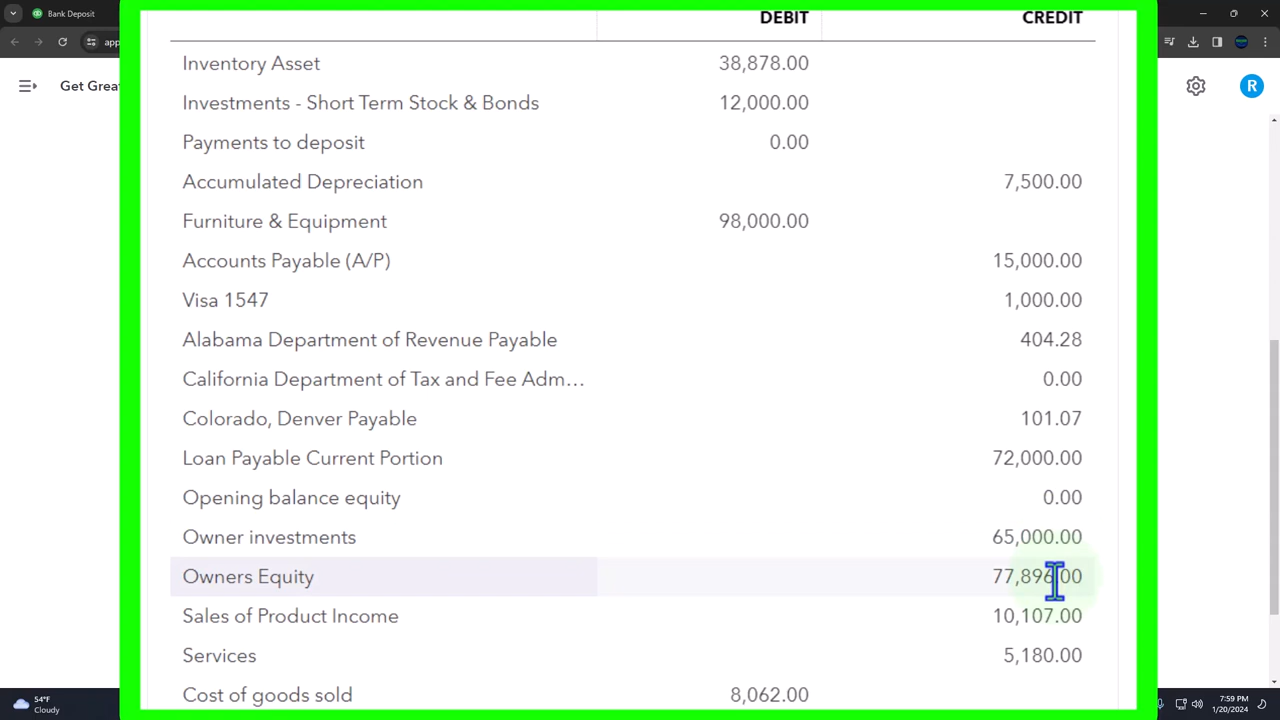 Bank Deposit
app
Get Grea
R
DEBIT CREDIT
Inventory Asset 38,878.00
Investments - Short Term Stock & Bonds 12,000.00
Payments to deposit 0.00
Accumulated Depreciation 7,500.00
Furniture & Equipment 98,000.00
Accounts Payable (A/P) 15,000.00
Visa 1547 1,000.00
Alabama Department of Revenue Payable 404.28
California Department of Tax and Fee Adm… 0.00
Colorado, Denver Payable 101.07
Loan Payable Current Portion 72,000.00
Opening balance equity 0.00
Owner investments 65,000.00
Owners Equity 77,896.00
Sales of Product Income 10,107.00
Services 5,180.00
Cost of goods sold 8,062.00
54°F
Cloudy
7:59 PM
1/20/2024